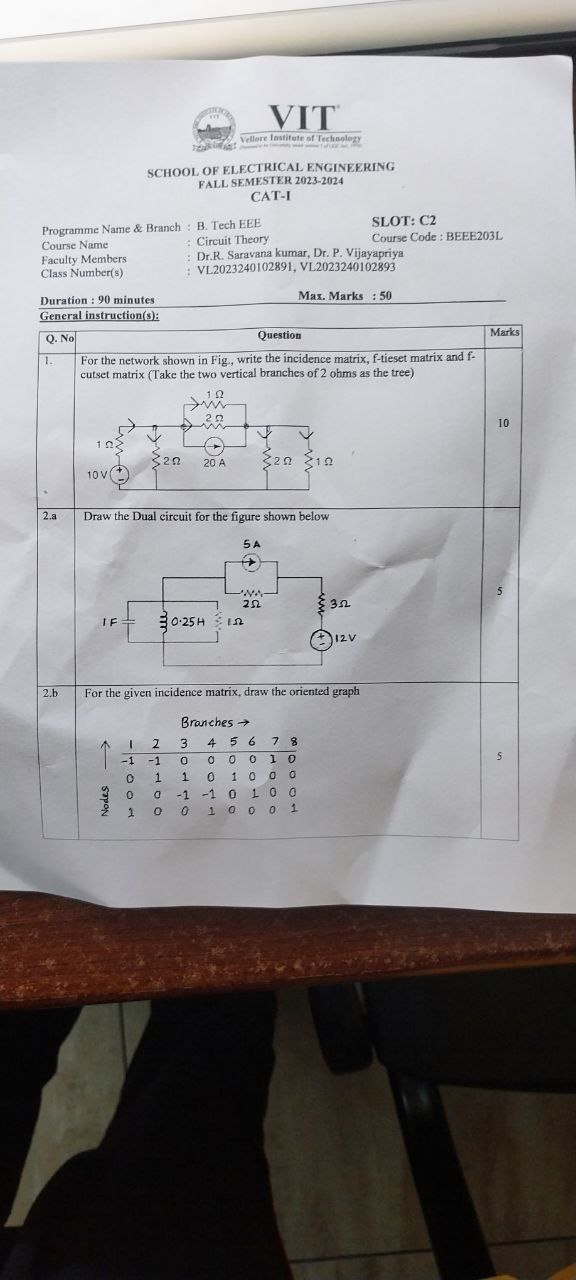 VIT
Vellore Institute of Technology
SCHOOL OF ELECTRICAL ENGINEERING
FALL SEMESTER 2023-2024
CAT-I
Programme Name & Branch : B. Tech EEE SLOT: C2
Course Name : Circuit Theory Course Code : BEEE203L
Faculty Members : Dr.R. Saravana kumar, Dr. P. Vijayapriya
Class Number(s) : VL2023240102891, VL2023240102893
Duration : 90 minutes Max. Marks : 50
General instruction(s):
Q. No Question Marks
1. For the network shown in Fig., write the incidence matrix, f-tieset matrix and f-
cutset matrix (Take the two vertical branches of 2 ohms as the tree)
1 Ω
2 Ω
10
1 Ω
2 Ω 20 A 2 Ω 1 Ω
10 V
2.a Draw the Dual circuit for the figure shown below
5 A
5
2Ω 3Ω
1F 0.25H 1Ω
12V
2.b For the given incidence matrix, draw the oriented graph
Branches →
1 2 3 4 5 6 7 8
-1 -1 0 0 0 0 1 0
5
0 1 1 0 1 0 0 0
0 0 -1 -1 0 1 0 0
1 0 0 1 0 0 0 1
Nodes →